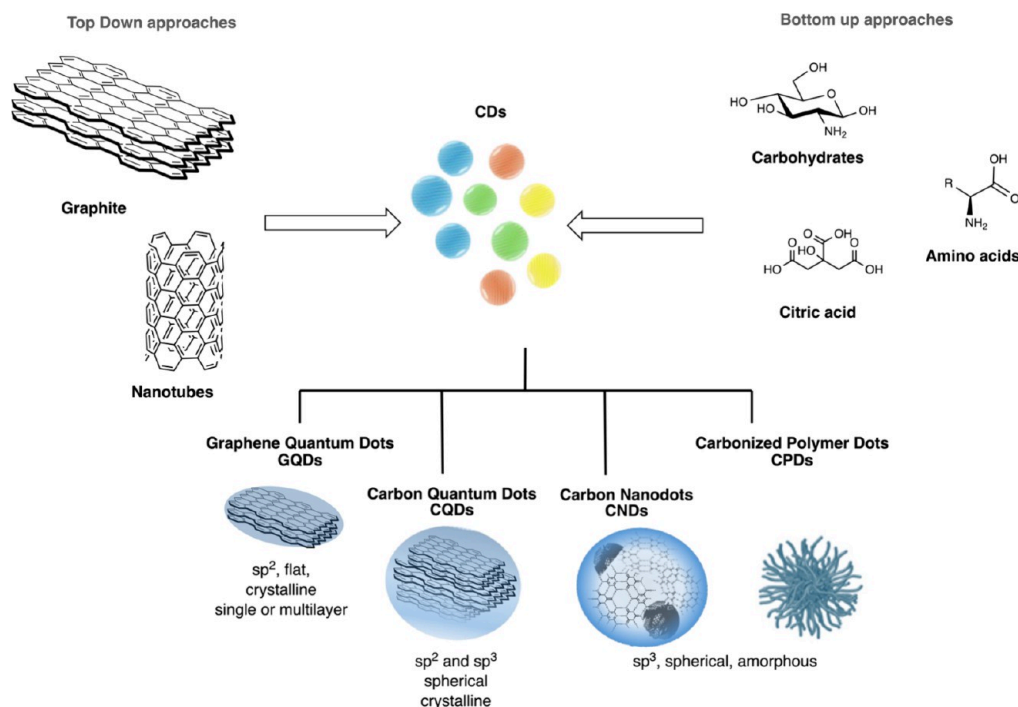 Top Down approaches
Bottom up approaches
CDs
OH
HO
O
HO
OH
NH₂
Carbohydrates
Graphite
OH
R
O
NH₂
Amino acids
O
OH
O
O
HO
HO
OH
Citric acid
Nanotubes
Graphene Quantum Dots
GQDs
Carbonized Polymer Dots
CPDs
Carbon Quantum Dots
CQDs
Carbon Nanodots
CNDs
sp², flat,
crystalline
single or multilayer
sp² and sp³
spherical
crystalline
sp³, spherical, amorphous